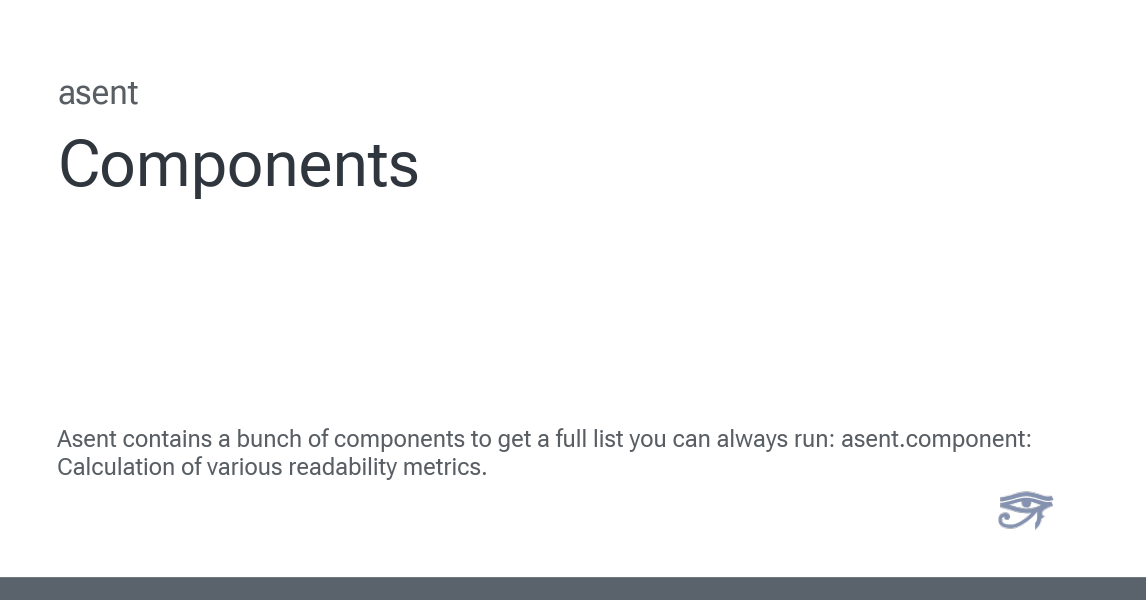 asent
Components
Asent contains a bunch of components to get a full list you can always run: asent.component:
Calculation of various readability metrics.